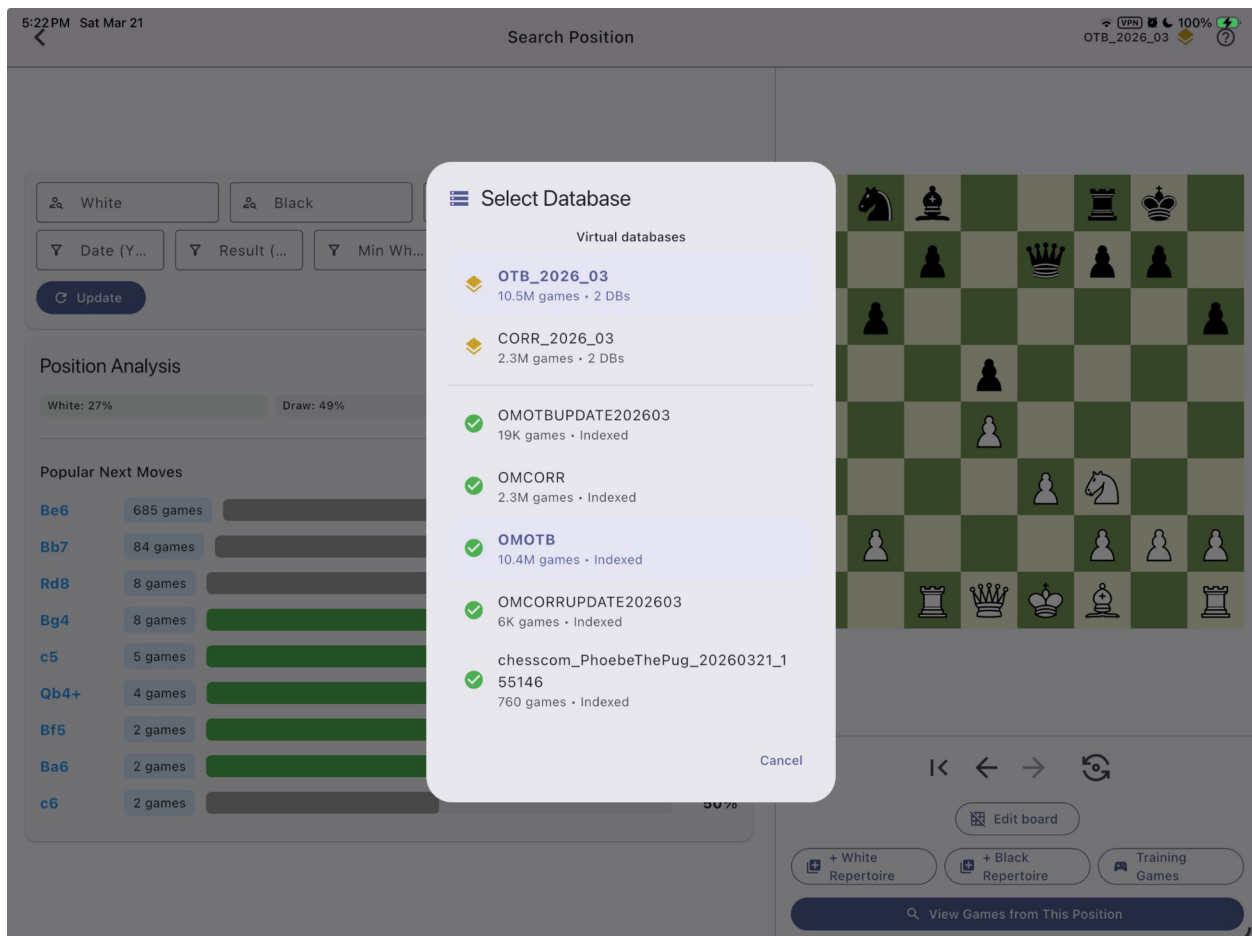 5:22 PM Sat Mar 21
VPN 100%
Search Position
OTB_2026_03
White
Black
Date (Y...
Result (...
Min Wh...
Update
Position Analysis
White: 27%
Draw: 49%
Popular Next Moves
Be6 685 games
Bb7 84 games
Rd8 8 games
Bg4 8 games
c5 5 games
Qb4+ 4 games
Bf5 2 games
Ba6 2 games
c6 2 games 50%
Select Database
Virtual databases
OTB_2026_03
10.5M games • 2 DBs
CORR_2026_03
2.3M games • 2 DBs
OMOTBUPDATE202603
19K games • Indexed
OMCORR
2.3M games • Indexed
OMOTB
10.4M games • Indexed
OMCORRUPDATE202603
6K games • Indexed
chesscom_PhoebeThePug_20260321_1
55146
760 games • Indexed
Cancel
Edit board
+ White
Repertoire
+ Black
Repertoire
Training
Games
View Games from This Position